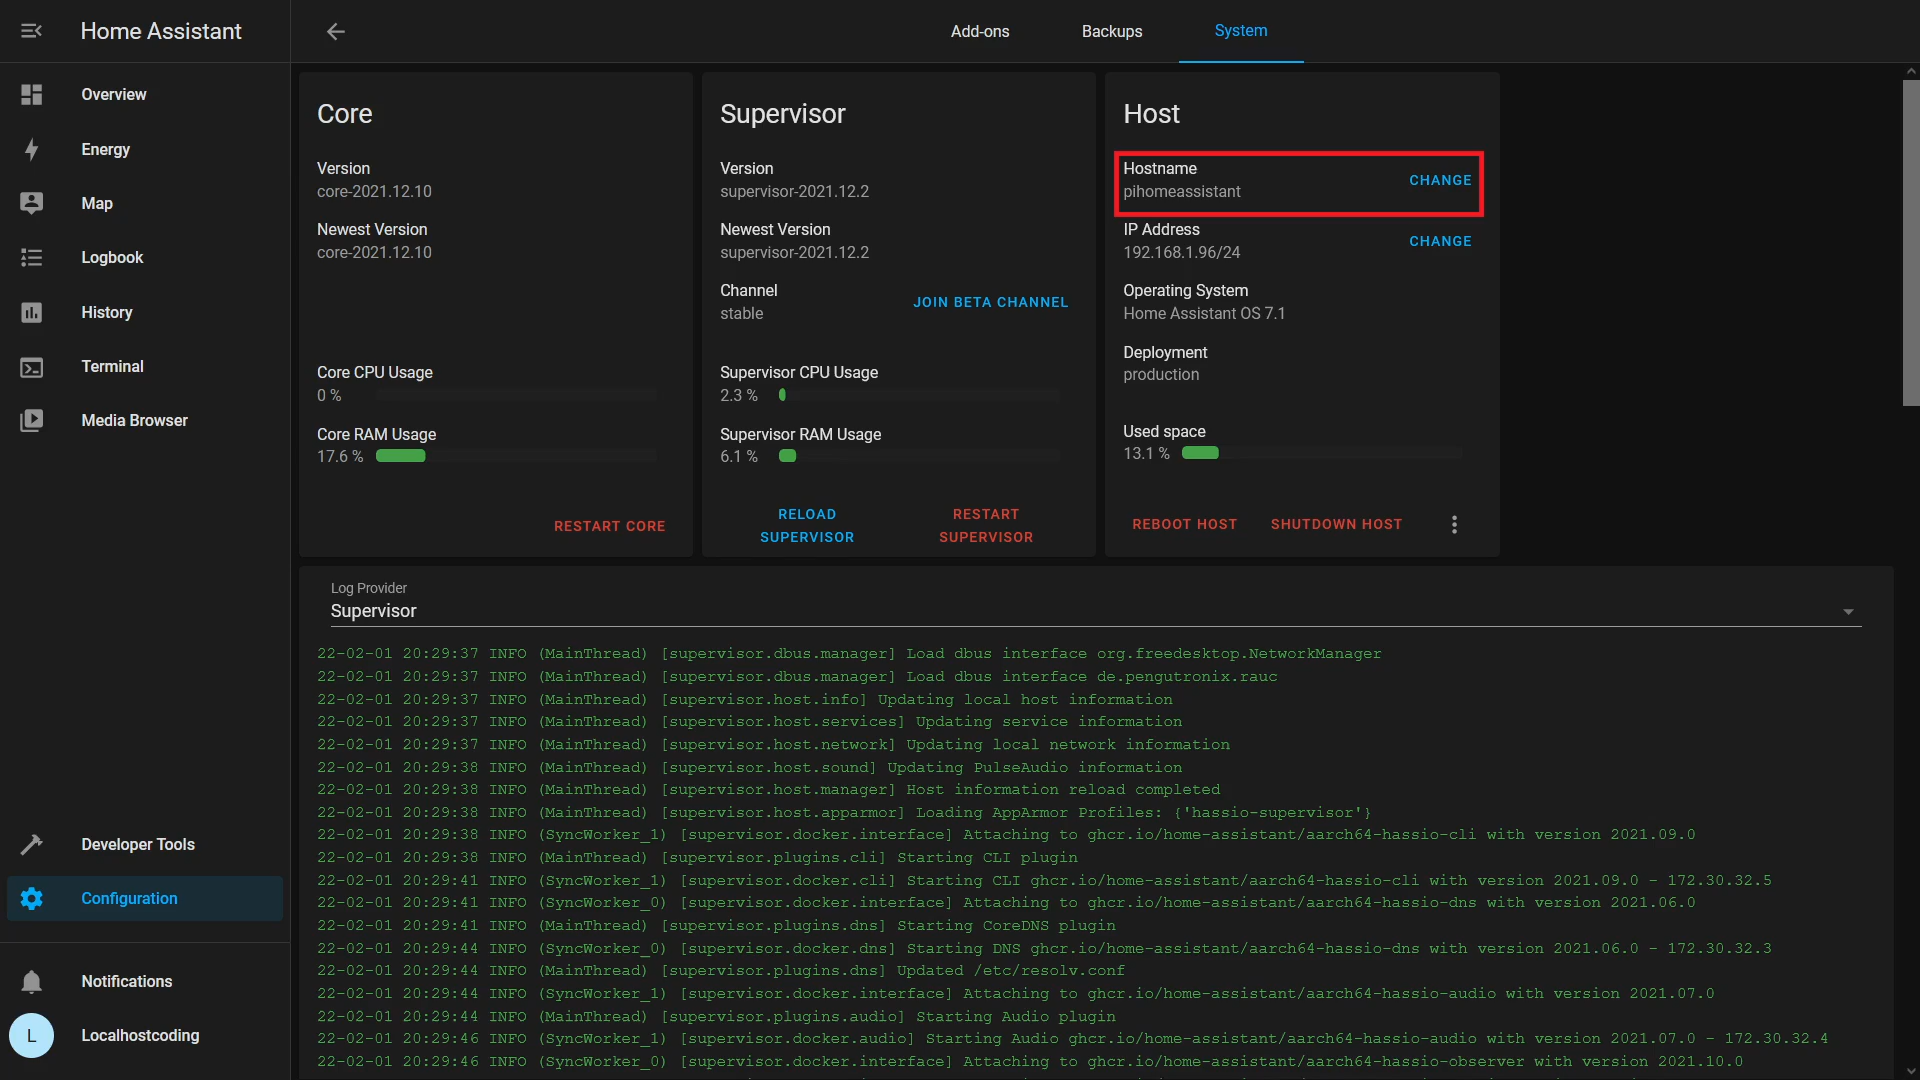 Home Assistant
Add-ons
Backups
System
Overview
Energy
Map
Logbook
History
Terminal
Media Browser
Developer Tools
Configuration
Notifications
L
Localhostcoding
Core
Version
core-2021.12.10
Newest Version
core-2021.12.10
Core CPU Usage
0 %
Core RAM Usage
17.6 %
RESTART CORE
Supervisor
Version
supervisor-2021.12.2
Newest Version
supervisor-2021.12.2
Channel
stable
JOIN BETA CHANNEL
Supervisor CPU Usage
2.3 %
Supervisor RAM Usage
6.1 %
RELOAD
SUPERVISOR
RESTART
SUPERVISOR
Host
Hostname
pihomeassistant
CHANGE
IP Address
192.168.1.96/24
CHANGE
Operating System
Home Assistant OS 7.1
Deployment
production
Used space
13.1 %
REBOOT HOST
SHUTDOWN HOST
Log Provider
Supervisor
22-02-01 20:29:37 INFO (MainThread) [supervisor.dbus.manager] Load dbus interface org.freedesktop.NetworkManager
22-02-01 20:29:37 INFO (MainThread) [supervisor.dbus.manager] Load dbus interface de.pengutronix.rauc
22-02-01 20:29:37 INFO (MainThread) [supervisor.host.info] Updating local host information
22-02-01 20:29:37 INFO (MainThread) [supervisor.host.services] Updating service information
22-02-01 20:29:37 INFO (MainThread) [supervisor.host.network] Updating local network information
22-02-01 20:29:38 INFO (MainThread) [supervisor.host.sound] Updating PulseAudio information
22-02-01 20:29:38 INFO (MainThread) [supervisor.host.manager] Host information reload completed
22-02-01 20:29:38 INFO (MainThread) [supervisor.host.apparmor] Loading AppArmor Profiles: {'hassio-supervisor'}
22-02-01 20:29:38 INFO (SyncWorker_1) [supervisor.docker.interface] Attaching to ghcr.io/home-assistant/aarch64-hassio-cli with version 2021.09.0
22-02-01 20:29:38 INFO (MainThread) [supervisor.plugins.cli] Starting CLI plugin
22-02-01 20:29:41 INFO (SyncWorker_1) [supervisor.docker.cli] Starting CLI ghcr.io/home-assistant/aarch64-hassio-cli with version 2021.09.0 - 172.30.32.5
22-02-01 20:29:41 INFO (SyncWorker_0) [supervisor.docker.interface] Attaching to ghcr.io/home-assistant/aarch64-hassio-dns with version 2021.06.0
22-02-01 20:29:41 INFO (MainThread) [supervisor.plugins.dns] Starting CoreDNS plugin
22-02-01 20:29:44 INFO (SyncWorker_0) [supervisor.docker.dns] Starting DNS ghcr.io/home-assistant/aarch64-hassio-dns with version 2021.06.0 - 172.30.32.3
22-02-01 20:29:44 INFO (MainThread) [supervisor.plugins.dns] Updated /etc/resolv.conf
22-02-01 20:29:44 INFO (SyncWorker_1) [supervisor.docker.interface] Attaching to ghcr.io/home-assistant/aarch64-hassio-audio with version 2021.07.0
22-02-01 20:29:44 INFO (MainThread) [supervisor.plugins.audio] Starting Audio plugin
22-02-01 20:29:46 INFO (SyncWorker_1) [supervisor.docker.audio] Starting Audio ghcr.io/home-assistant/aarch64-hassio-audio with version 2021.07.0 - 172.30.32.4
22-02-01 20:29:46 INFO (SyncWorker_0) [supervisor.docker.interface] Attaching to ghcr.io/home-assistant/aarch64-hassio-observer with version 2021.10.0